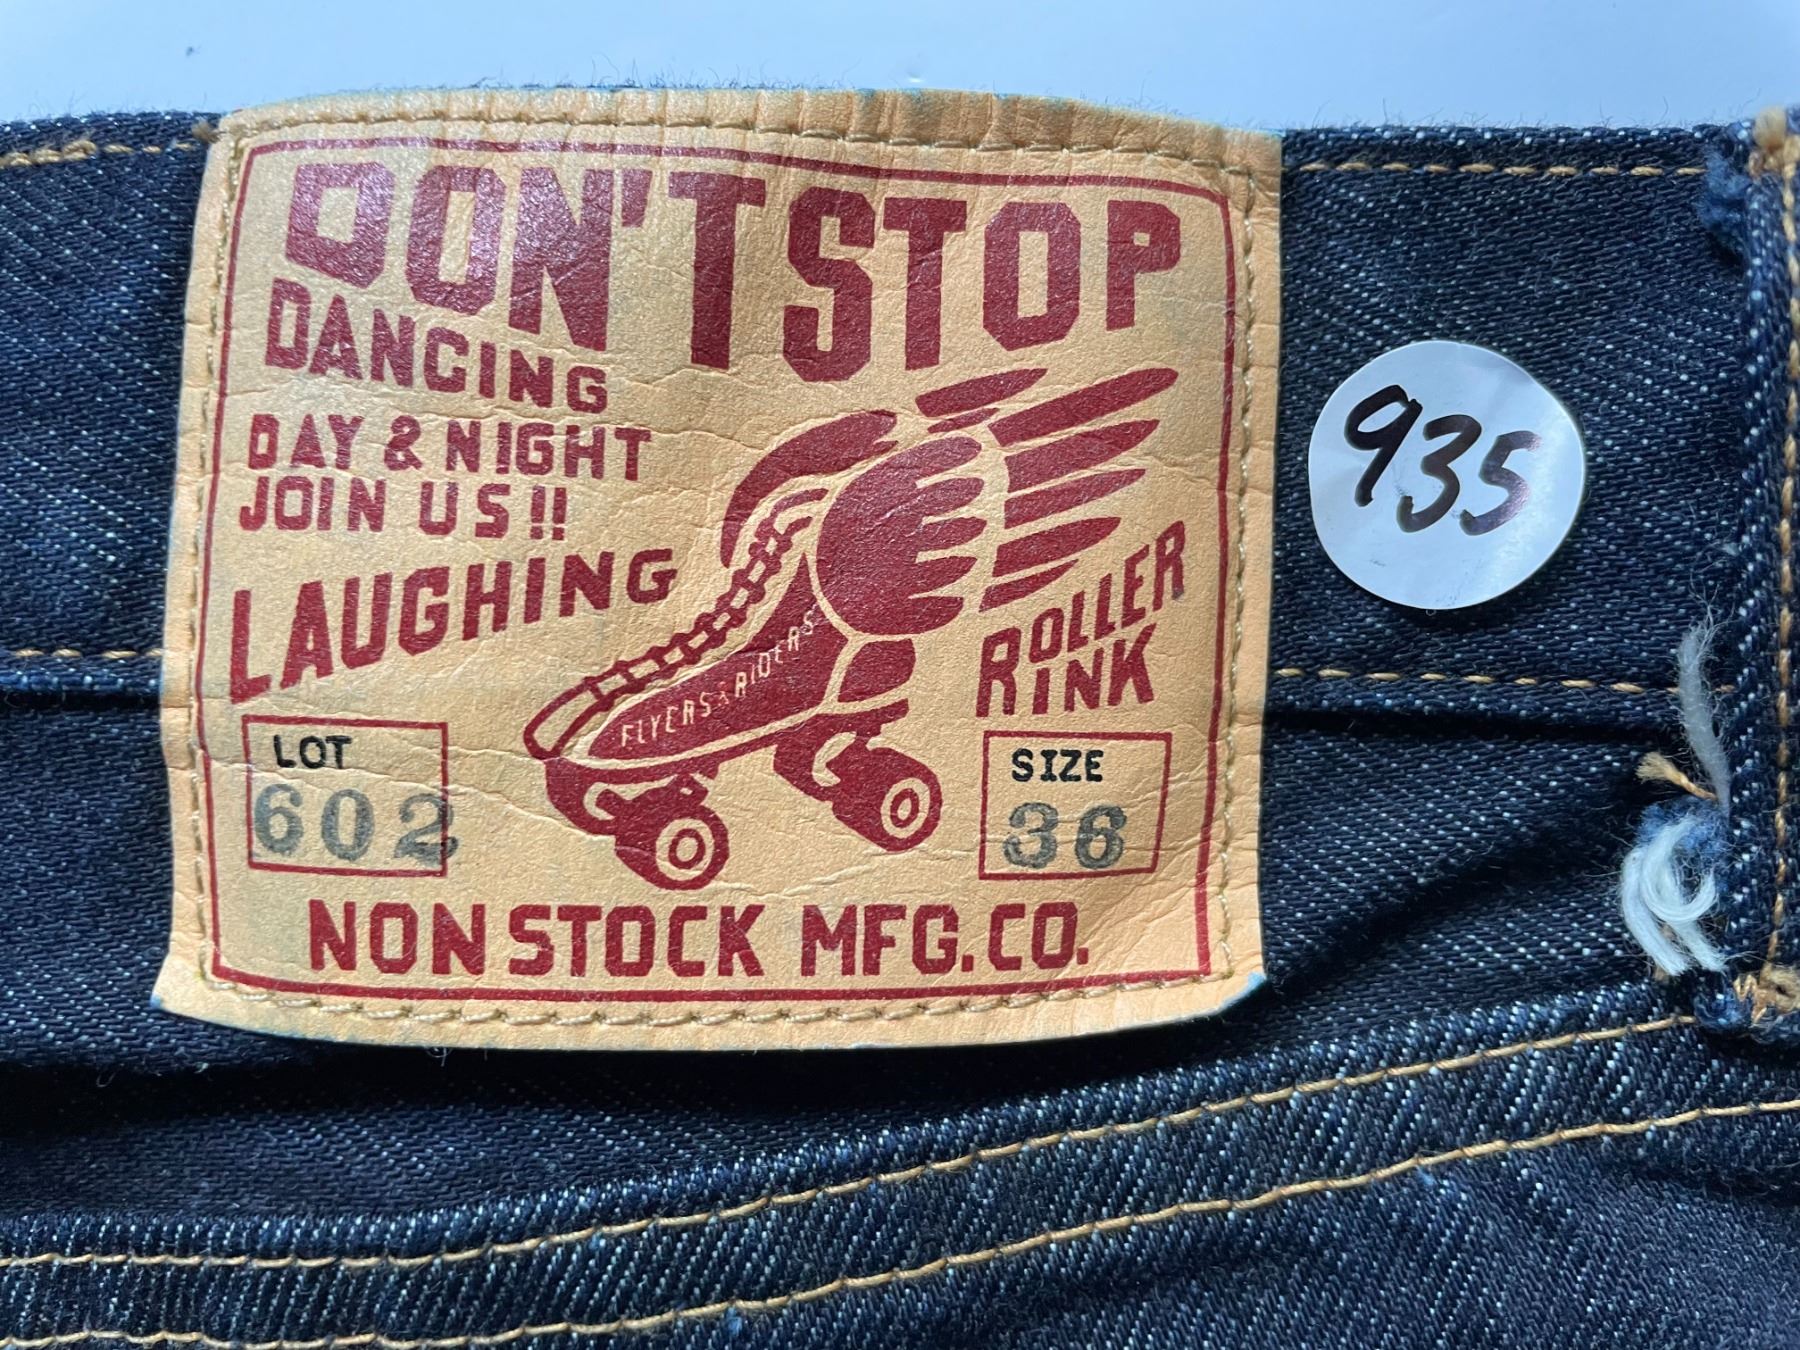 DON'T STOP
DANCING
DAY & NIGHT
JOIN US!!
LAUGHING
ROLLER
RINK
FLYERS & RIDERS
LOT
602
SIZE
36
NON STOCK MFG.CO.
935